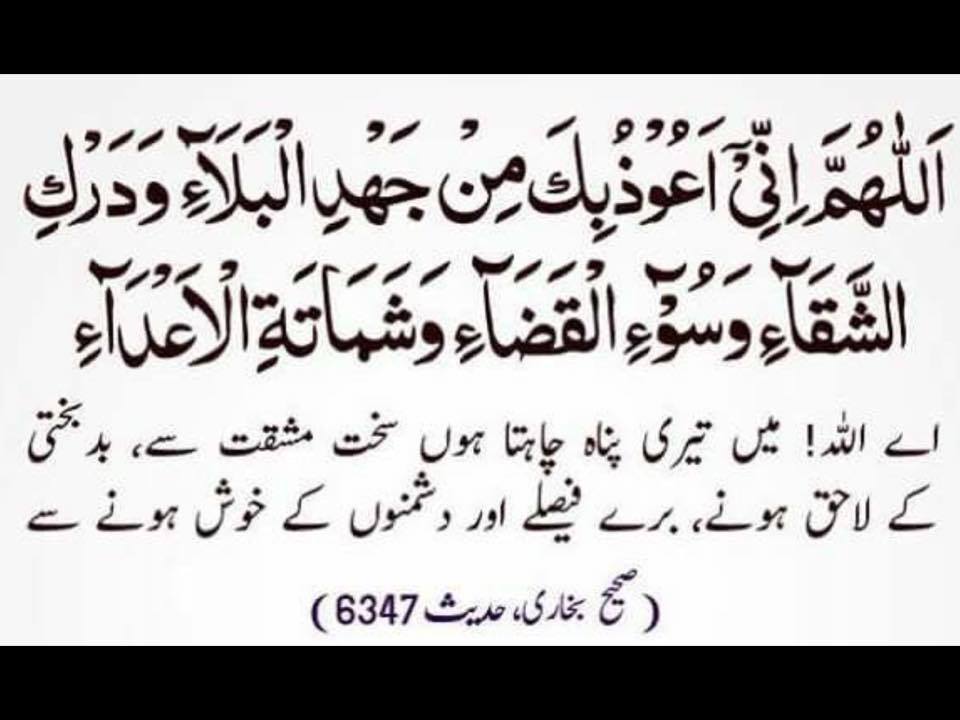 اَللّٰهُمَّ اِنِّیْۤ اَعُوْذُبِكَ مِنْ جَهْدِ الْبَلَآءِ وَدَرْكِ
الشَّقَآءِ وَسُوْٓءِ الْقَضَآءِ وَشَمَاتَةِ الْاَعْدَآءِ
اے اللہ! میں تیری پناہ چاہتا ہوں سخت مشقت سے، بدبختی
کے لاحق ہونے، برے فیصلے اور دشمنوں کے خوش ہونے سے
(صحیح بخاری، حدیث 6347)